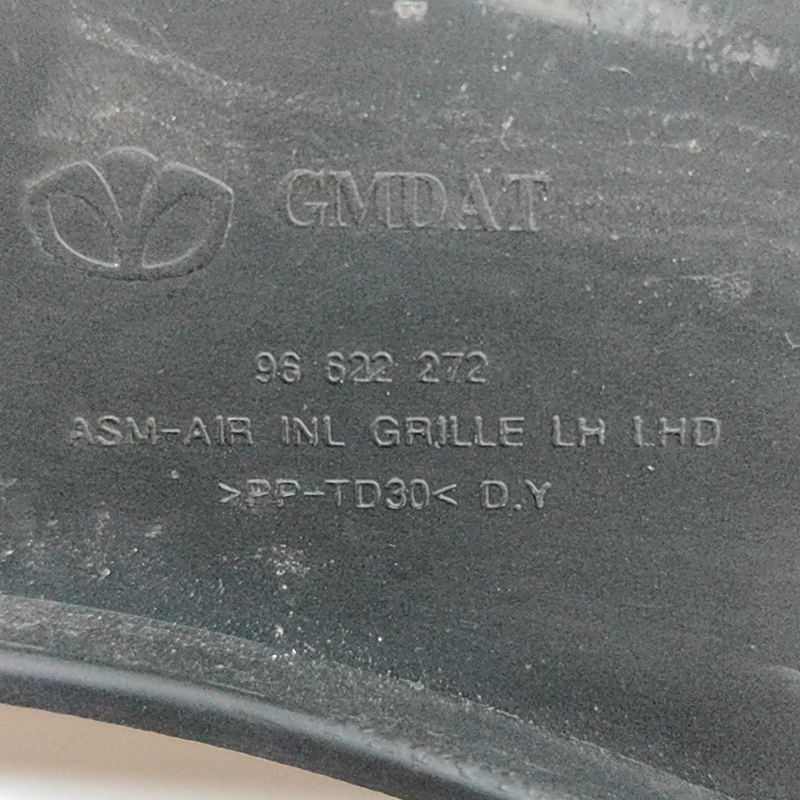 GMDAT
96 622 272
ASM-AIR INL GRILLE LH LHD
>PP-TD30< D.Y